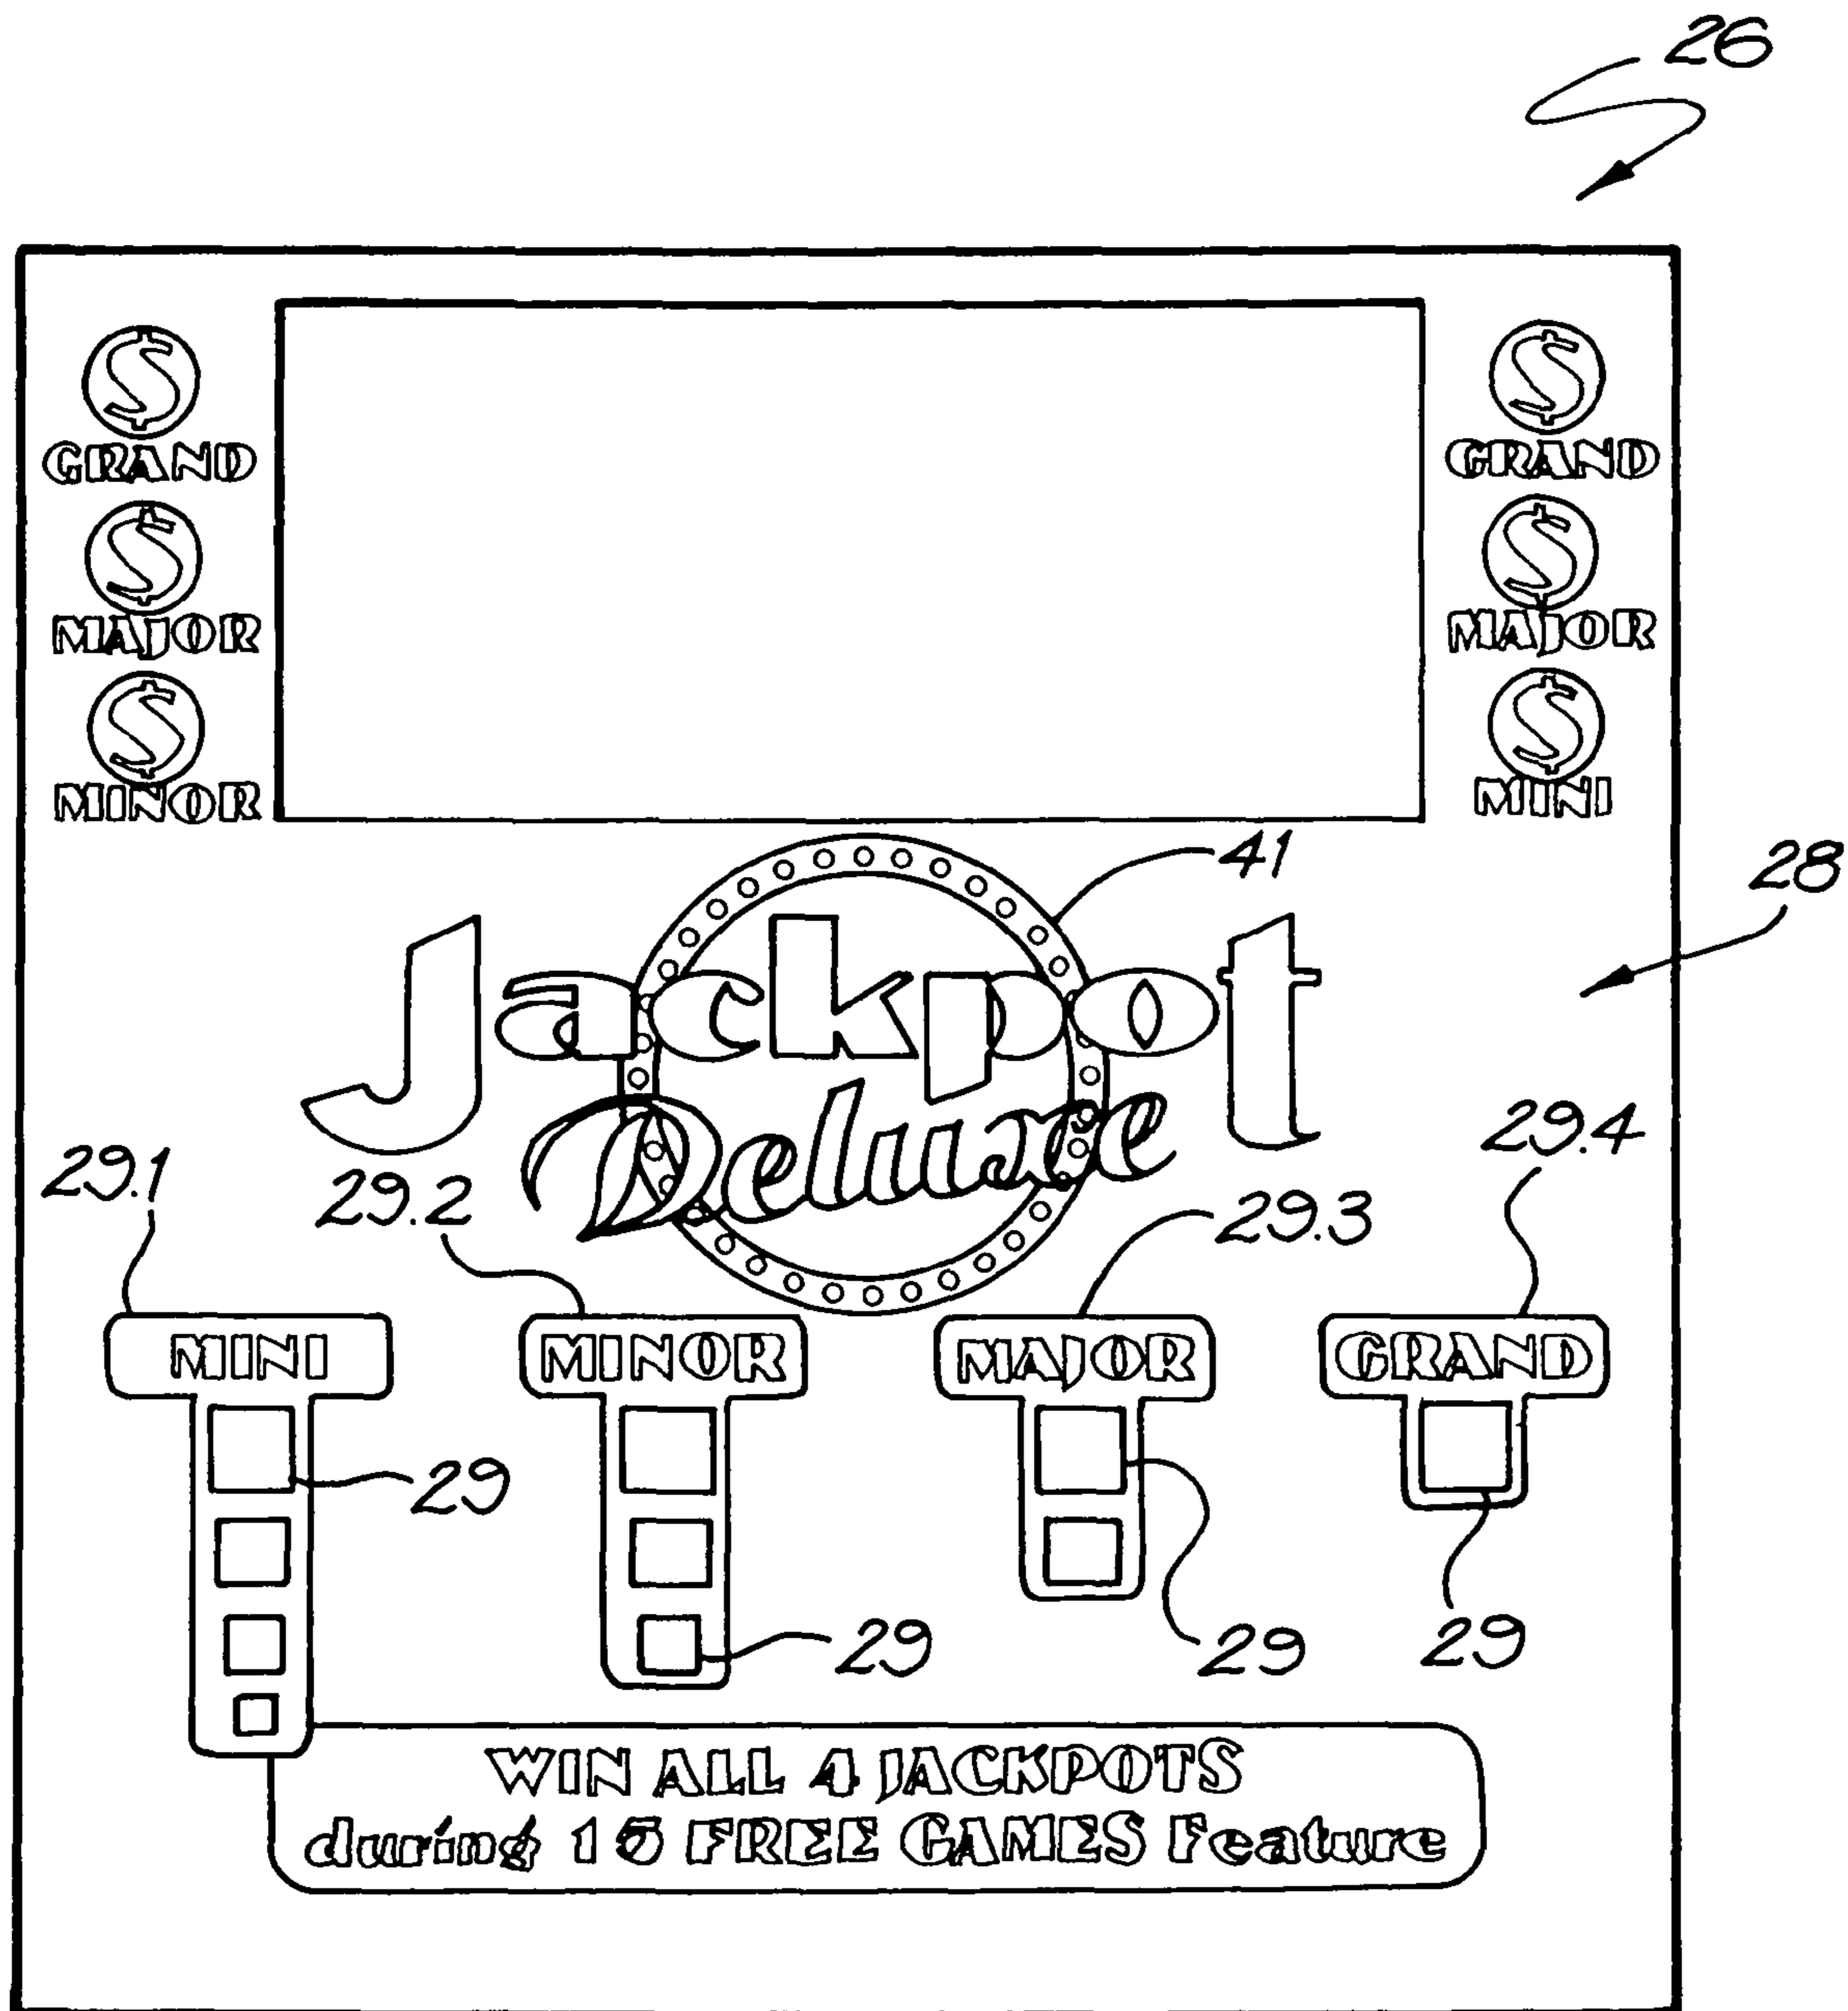 26
GRAND
GRAND
MAJOR
MAJOR
MINOR
MINI
41
28
Jackpot
Deluxe
29.1
29.2
29.3
29.4
MINI
MINOR
MAJOR
GRAND
29
29
29
29
WIN ALL 4 JACKPOTS
during 15 FREE GAMES Feature